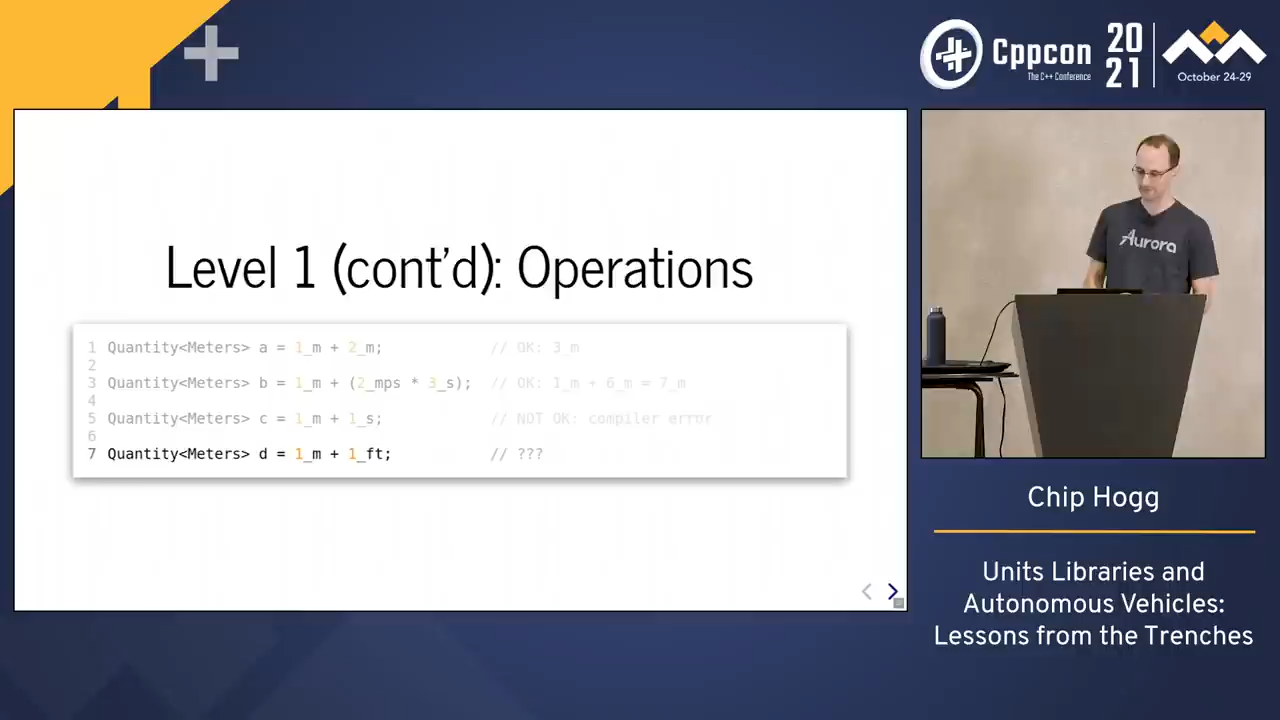 Cppcon
The C++ Conference
20
21
October 24-29
Level 1 (cont'd): Operations
1 Quantity<Meters> a = 1_m + 2_m; // OK: 3_m
2
3 Quantity<Meters> b = 1_m + (2_mps * 3_s); // OK: 1_m + 6_m = 7_m
4
5 Quantity<Meters> c = 1_m + 1_s; // NOT OK: compiler error
6
7 Quantity<Meters> d = 1_m + 1_ft; // ???
Aurora
Chip Hogg
Units Libraries and
Autonomous Vehicles:
Lessons from the Trenches